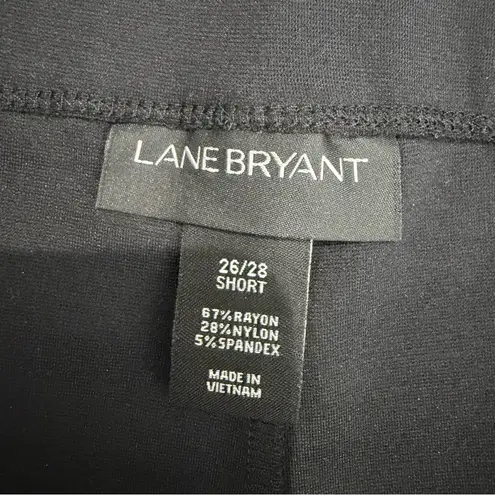 LANE BRYANT
26/28
SHORT
67%RAYON
28%NYLON
5%SPANDEX
MADE IN
VIETNAM